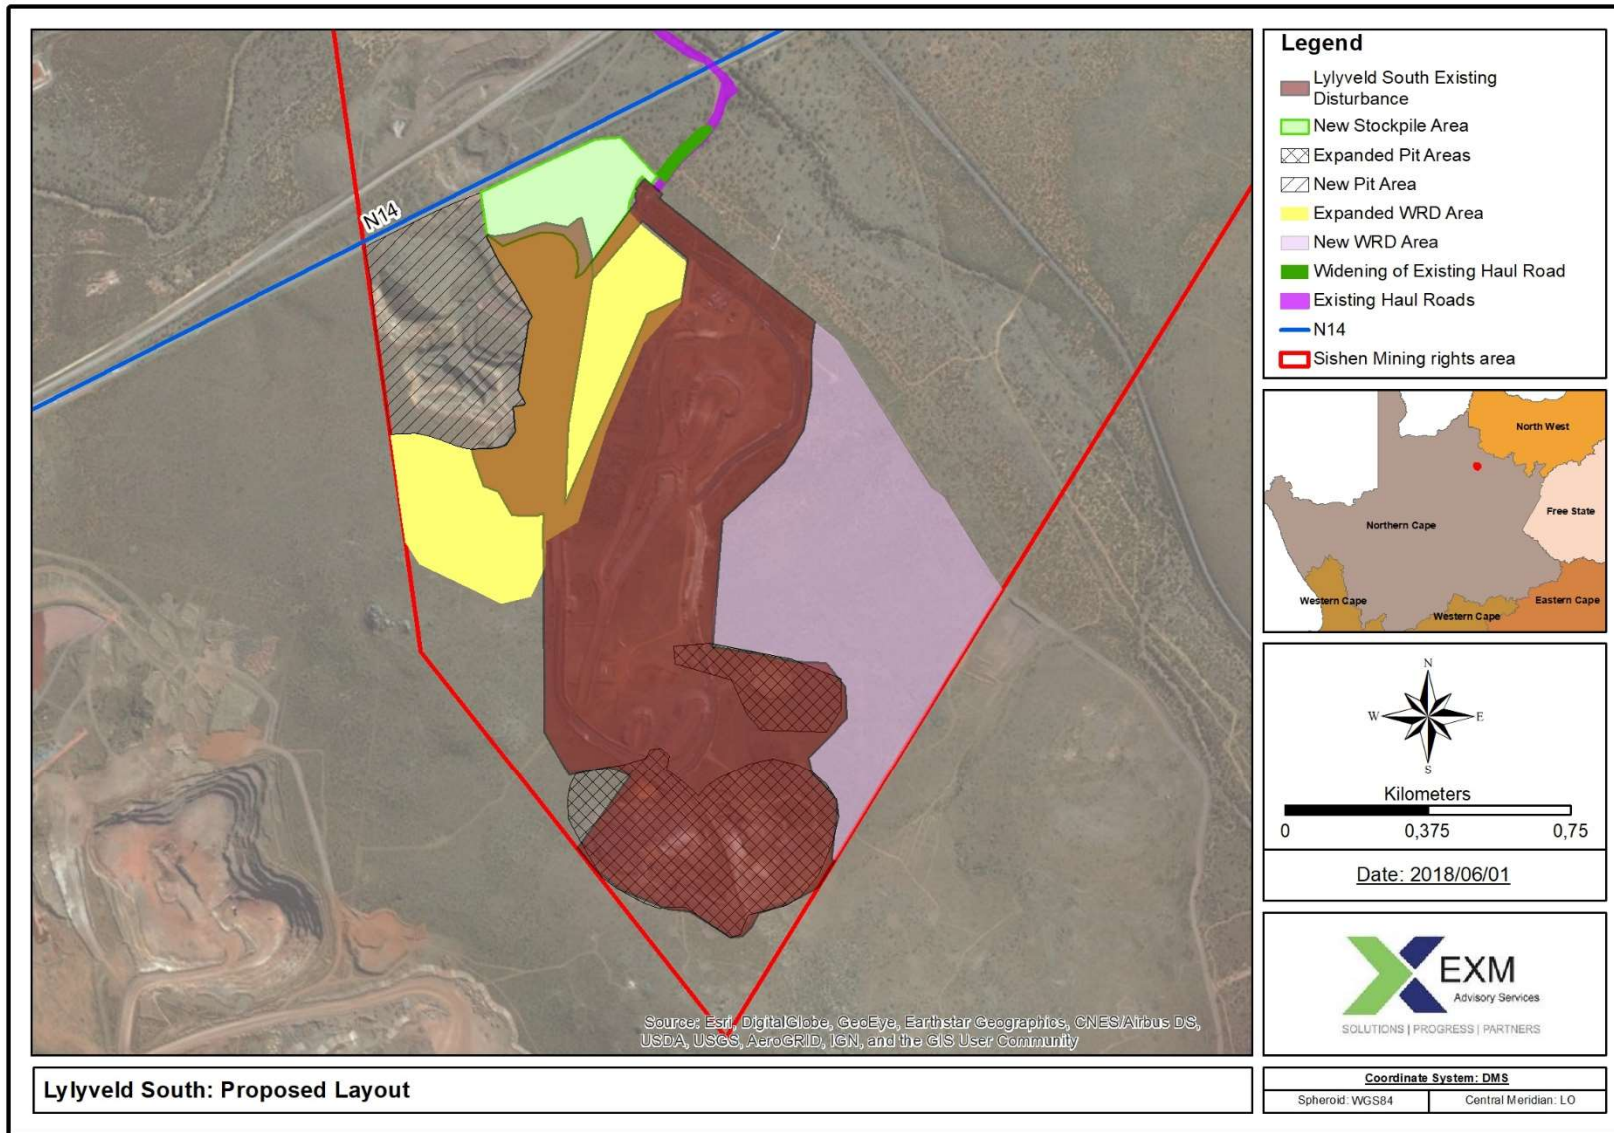 Legend
Lylyveld South Existing
Disturbance
New Stockpile Area
Expanded Pit Areas
New Pit Area
Expanded WRD Area
New WRD Area
Widening of Existing Haul Road
Existing Haul Roads
N14
Sishen Mining rights area
N14
North West
Free State
Northern Cape
Western Cape
Western Cape
Eastern Cape
N
W
E
S
Kilometers
0
0,375
0,75
Date: 2018/06/01
EXM
Advisory Services
SOLUTIONS | PROGRESS | PARTNERS
Source: Esri, DigitalGlobe, GeoEye, Earthstar Geographics, CNES/Airbus DS,
USDA, USGS, AeroGRID, IGN, and the GIS User Community
Lylyveld South: Proposed Layout
Coordinate System: DMS
Spheroid: WGS84
Central Meridian: LO